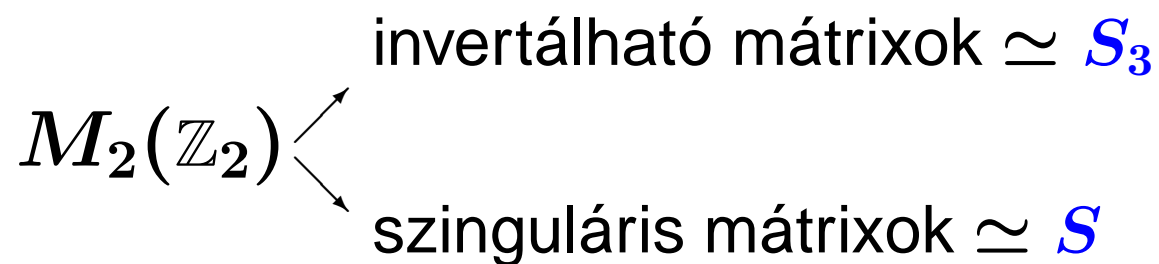 invertálható mátrixok ≃ S₃
M₂(ℤ₂)
szinguláris mátrixok ≃ S